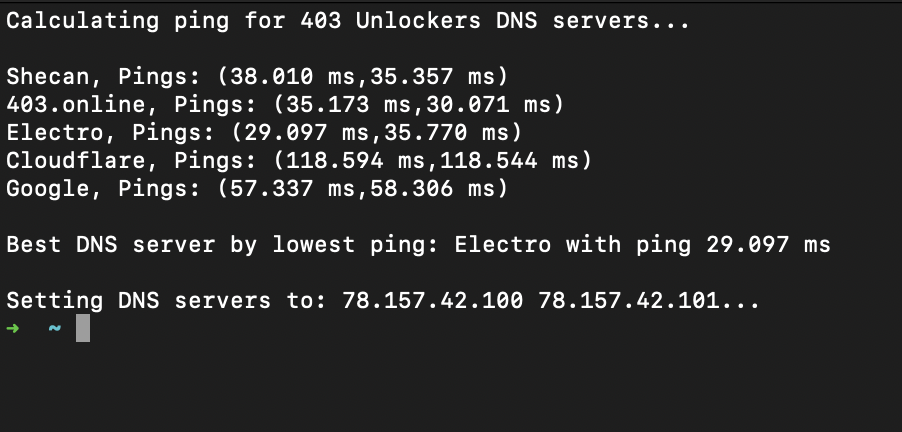 Calculating ping for 403 Unlockers DNS servers...
Shecan, Pings: (38.010 ms,35.357 ms)
403.online, Pings: (35.173 ms,30.071 ms)
Electro, Pings: (29.097 ms,35.770 ms)
Cloudflare, Pings: (118.594 ms,118.544 ms)
Google, Pings: (57.337 ms,58.306 ms)
Best DNS server by lowest ping: Electro with ping 29.097 ms
Setting DNS servers to: 78.157.42.100 78.157.42.101...
→ ~